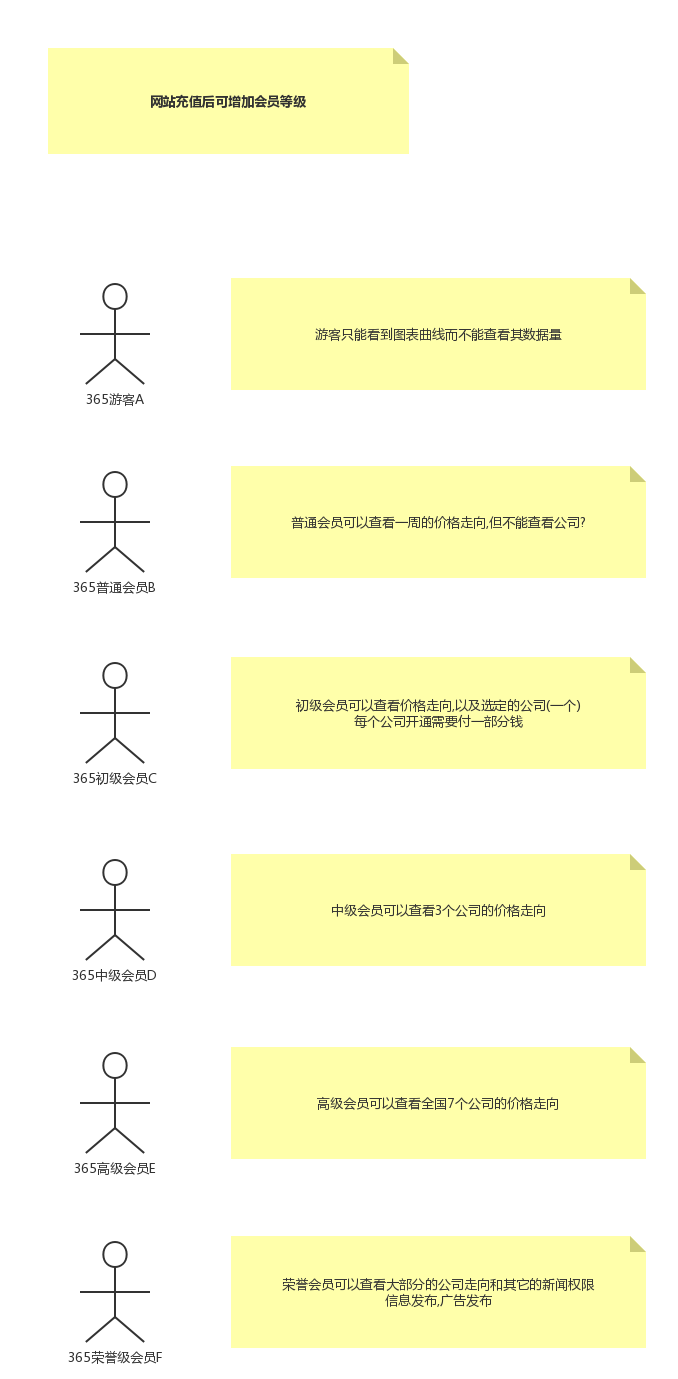 网站充值后可增加会员等级
游客只能看到图表曲线而不能查看其数据量
365游客A
普通会员可以查看一周的价格走向,但不能查看公司?
365普通会员B
初级会员可以查看价格走向,以及选定的公司(一个)
每个公司开通需要付一部分钱
365初级会员C
中级会员可以查看3个公司的价格走向
365中级会员D
高级会员可以查看全国7个公司的价格走向
365高级会员E
荣誉会员可以查看大部分的公司走向和其它的新闻权限
信息发布,广告发布
365荣誉级会员F